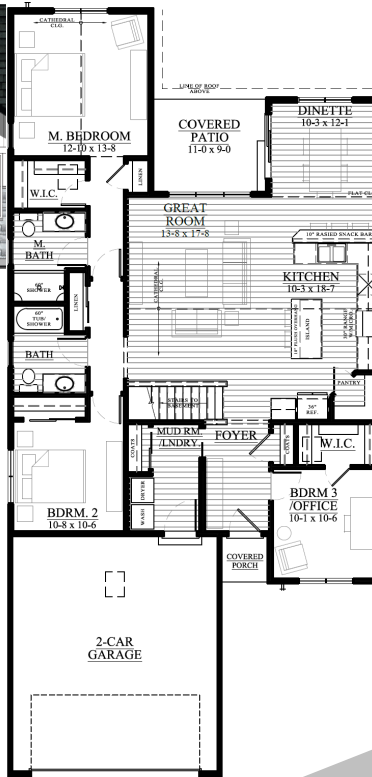 CATHEDRAL
CLG.
LINE OF ROOF
ABOVE
M. BEDROOM
12-10 x 13-8
COVERED
PATIO
11-0 x 9-0
DINETTE
10-3 x 12-1
W.I.C.
LINEN
FLAT CL
GREAT
ROOM
13-8 x 17-8
10" RAISED SNACK BAR
M.
BATH
KITCHEN
10-3 x 18-7
CATHEDRAL
CLG.
SHOWER
LINEN
60"
TUB/
SHOWER
ISLAND
BATH
PANTRY
STAIRS TO
BASEMENT
36"
REF.
COATS
MUD RM.
/LNDRY
FOYER
COATS
W.I.C.
DRYER
WASH
BDRM. 2
10-8 x 10-6
BDRM 3
/OFFICE
10-1 x 10-6
COVERED
PORCH
2-CAR
GARAGE